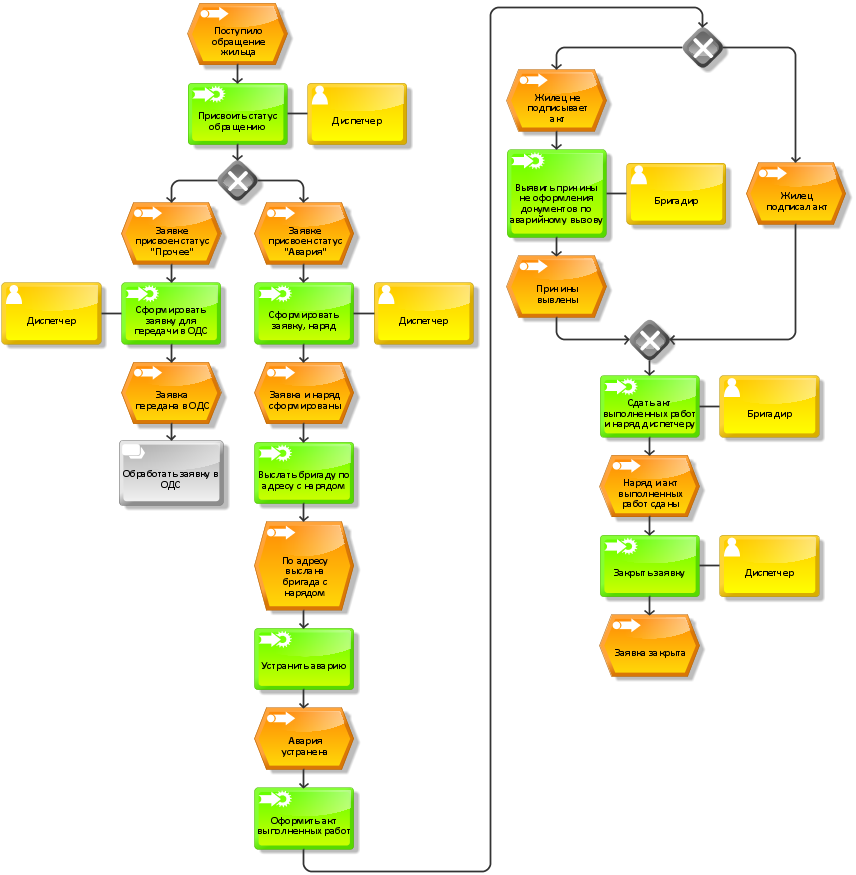 Поступило
обращение
жильца
Присвоить статус
обращению
Диспетчер
Заявке
присвоен статус
"Прочее"
Заявке
присвоен статус
"Авария"
Диспетчер
Сформировать
заявку для
передачи в ОДС
Сформировать
заявку, наряд
Диспетчер
Заявка
передана в ОДС
Заявка и наряд
сформированы
Обработать заявку в
ОДС
Выслать бригаду по
адресу с нарядом
По адресу
выслана
бригада с
нарядом
Устранить аварию
Авария
устранена
Оформить акт
выполненных работ
Жилец не
подписывает
акт
Выявить причины
не оформления
документов по
аварийному вызову
Бригадир
Жилец
подписал акт
Причины
вывлены
Сдать акт
выполненных работ
и наряд диспетчеру
Бригадир
Наряд и акт
выполненных
работ сданы
Закрыть заявку
Диспетчер
Заявка закрыта